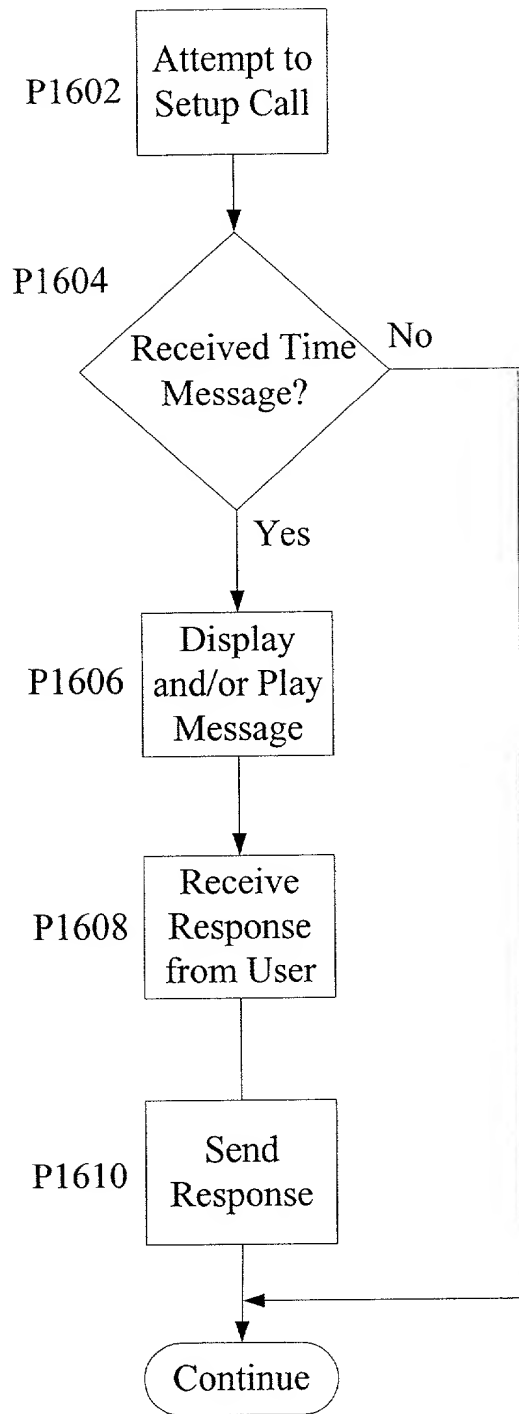 P1602
Attempt to
Setup Call
P1604
Received Time
Message?
No
Yes
P1606
Display
and/or Play
Message
P1608
Receive
Response
from User
P1610
Send
Response
Continue